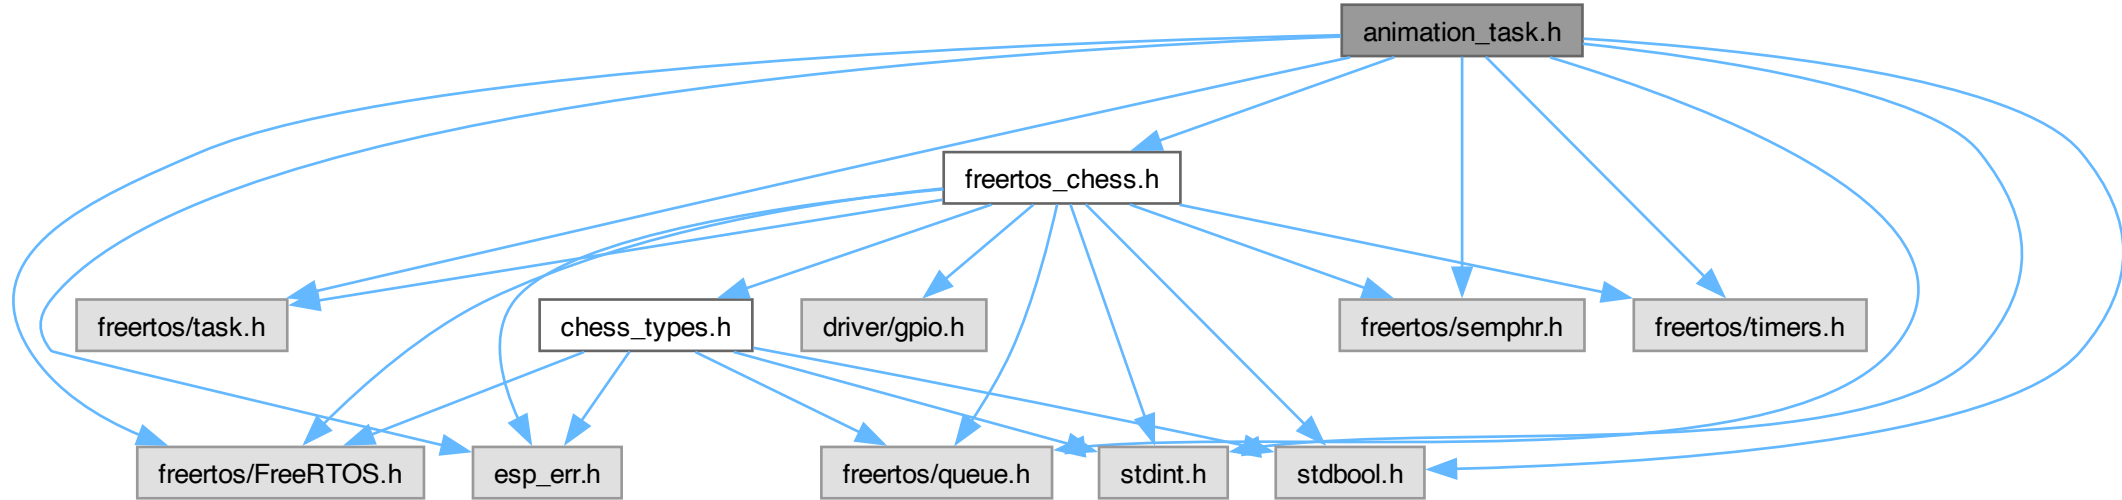 animation_task.h
freertos_chess.h
freertos/task.h
chess_types.h
driver/gpio.h
freertos/semphr.h
freertos/timers.h
freertos/FreeRTOS.h
esp_err.h
freertos/queue.h
stdint.h
stdbool.h